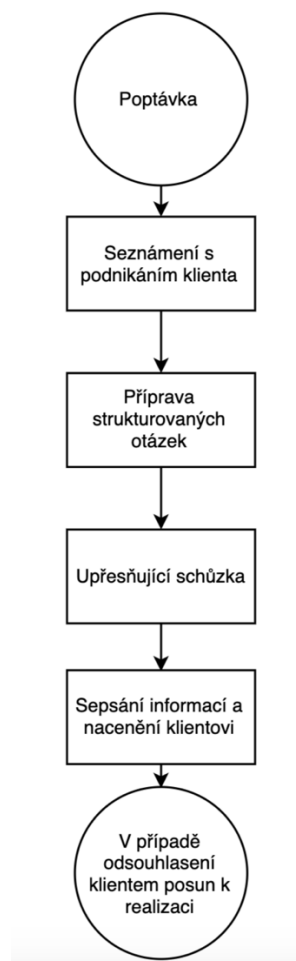 Poptávka
Seznámení s
podnikáním klienta
Příprava
strukturovaných
otázek
Upřesňující schůzka
Sepsání informací a
nacenění klientovi
V případě
odsouhlasení
klientem posun k
realizaci